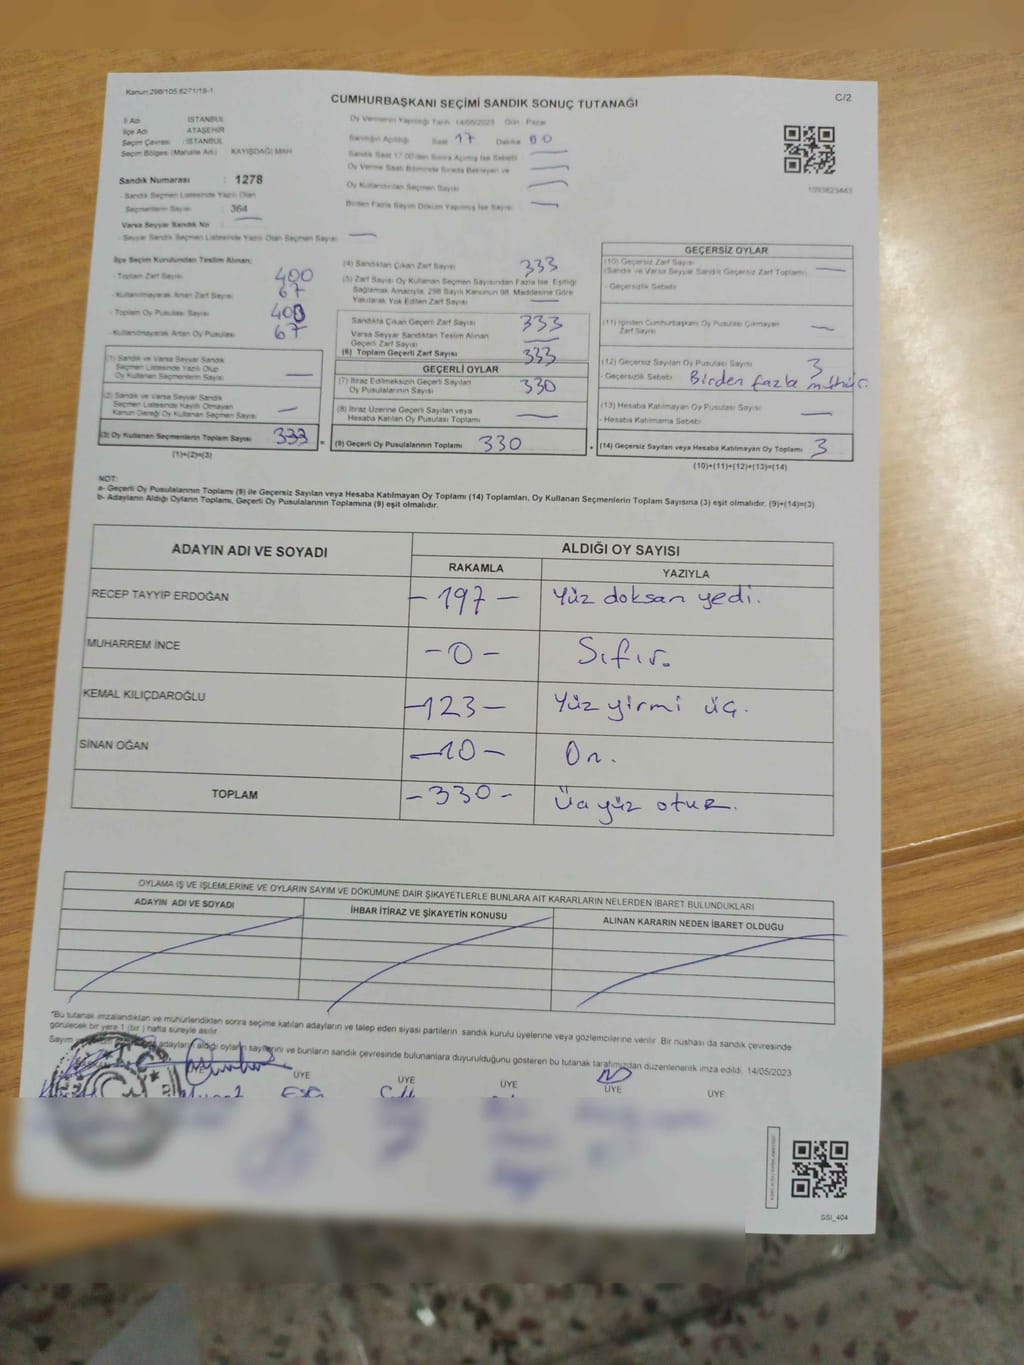 Kanun:298/105 6271/18-1
C/2
CUMHURBAŞKANI SEÇİMİ SANDIK SONUÇ TUTANAĞI
İl Adı : İSTANBUL
İlçe Adı : ATAŞEHİR
Seçim Çevresi : İSTANBUL
Seçim Bölgesi (Mahalle Adı) : KAYIŞDAĞI MAH
Sandık Numarası : 1278
- Sandık Seçmen Listesinde Yazılı Olan
Seçmenlerin Sayısı : 364
Varsa Seyyar Sandık No
- Seyyar Sandık Seçmen Listesinde Yazılı Olan Seçmen Sayısı
Oy Vermenin Yapıldığı Tarih 14/05/2023 Gün : Pazar
Sandığın Açıldığı Saat 17 Dakika 00
Sandık Saat 17.00'den Sonra Açılmış İse Sebebi
Oy Verme Saati Bitiminde Sırada Bekleyen ve
Oy Kullandırılan Seçmen Sayısı
Birden Fazla Sayım Döküm Yapılmış İse Sayısı
1093623443
İlçe Seçim Kurulundan Teslim Alınan;
- Toplam Zarf Sayısı 400
- Kullanılmayarak Artan Zarf Sayısı 67
- Toplam Oy Pusulası Sayısı 400
- Kullanılmayarak Artan Oy Pusulası 67
(1) Sandık ve Varsa Seyyar Sandık
Seçmen Listesinde Yazılı Olup
Oy Kullanan Seçmenlerin Sayısı
(2) Sandık ve Varsa Seyyar Sandık
Seçmen Listesinde Kayıtlı Olmayan
Kanun Gereği Oy Kullanan Seçmen Sayısı
(3) Oy Kullanan Seçmenlerin Toplam Sayısı 333
(1)+(2)=(3)
(4) Sandıktan Çıkan Zarf Sayısı 333
(5) Zarf Sayısı Oy Kullanan Seçmen Sayısından Fazla İse, Eşitliği
Sağlamak Amacıyla, 298 Sayılı Kanunun 98. Maddesine Göre
Yakılarak Yok Edilen Zarf Sayısı
Sandıkta Çıkan Geçerli Zarf Sayısı 333
Varsa Seyyar Sandıktan Teslim Alınan
Geçerli Zarf Sayısı
(6) Toplam Geçerli Zarf Sayısı 333
GEÇERLİ OYLAR
(7) İtiraz Edilmeksizin Geçerli Sayılan
Oy Pusulasının Sayısı 330
(8) İtiraz Üzerine Geçerli Sayılan veya
Hesaba Katılan Oy Pusulası Toplamı
= (9) Geçerli Oy Pusulalarının Toplamı 330 +
GEÇERSİZ OYLAR
(10) Geçersiz Zarf Sayısı
(Sandık ve Varsa Seyyar Sandık Geçersiz Zarf Toplamı)
- Geçersizlik Sebebi
(11) İçinden Cumhurbaşkanı Oy Pusulası Çıkmayan
Zarf Sayısı
(12) Geçersiz Sayılan Oy Pusulası Sayısı 3
- Geçersizlik Sebebi Birden fazla mühür.
(13) Hesaba Katılmayan Oy Pusulası Sayısı
- Hesaba Katılmama Sebebi
(14) Geçersiz Sayılan veya Hesaba Katılmayan Oy Toplamı 3
(10)+(11)+(12)+(13)=(14)
NOT:
a- Geçerli Oy Pusulalarının Toplamı (9) ile Geçersiz Sayılan veya Hesaba Katılmayan Oy Toplamı (14) Toplamları, Oy Kullanan Seçmenlerin Toplam Sayısına (3) eşit olmalıdır. (9)+(14)=(3)
b- Adayların Aldığı Oyların Toplamı, Geçerli Oy Pusulalarının Toplamına (9) eşit olmalıdır.
ADAYIN ADI VE SOYADI ALDIĞI OY SAYISI
RAKAMLA YAZIYLA
RECEP TAYYİP ERDOĞAN - 197 - Yüz doksan yedi.
MUHARREM İNCE - 0 - Sıfır.
KEMAL KILIÇDAROĞLU - 123 - Yüz yirmi üç.
SİNAN OĞAN - 10 - On.
TOPLAM - 330 - Üç yüz otuz.
OYLAMA İŞ VE İŞLEMLERİNE VE OYLARIN SAYIM VE DÖKÜMÜNE DAİR ŞİKAYETLERLE BUNLARA AİT KARARLARIN NELERDEN İBARET BULUNDUKLARI
ADAYIN ADI VE SOYADI İHBAR İTİRAZ VE ŞİKAYETİN KONUSU ALINAN KARARIN NEDEN İBARET OLDUĞU
*Bu tutanak imzalandıktan ve mühürlendikten sonra seçime katılan adayların ve talep eden siyasi partilerin sandık kurulu üyelerine veya gözlemcilerine verilir. Bir nüshası da sandık çevresinde
görülecek bir yere 1 (bir) hafta süreyle asılır
Sayım adayların aldığı oyların sayılarını ve bunların sandık çevresinde bulunanlara duyurulduğunu gösteren bu tutanak tarafımızdan düzenlenerek imza edildi. 14/05/2023
ÜYE ÜYE ÜYE ÜYE ÜYE ÜYE
SSI_404